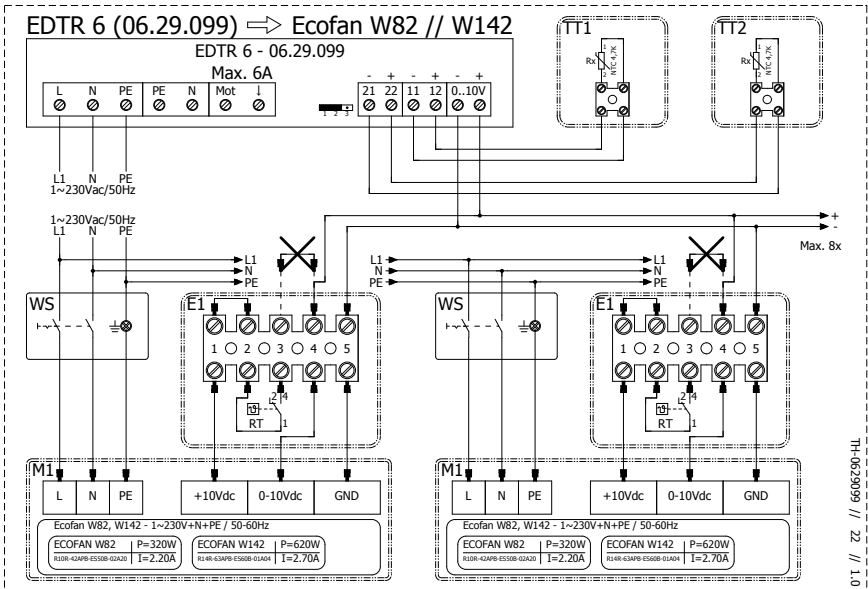 EDTR 6 (06.29.099) ⇨ Ecofan W82 // W142
EDTR 6 - 06.29.099
Max. 6A
L N PE PE N Mot ↓
1 2 3
- + - + - +
21 22 11 12 0..10V
TT1
Rx
1
2
NTC 4,7K
TT2
Rx
1
2
NTC 4,7K
L1 N PE
1~230Vac/50Hz
1~230Vac/50Hz
L1 N PE
+
-
Max. 8x
L1
N
PE
L1
N
PE
L1
N
PE
WS
E1
1 2 3 4 5
2 4
RT
1
WS
E1
1 2 3 4 5
2 4
RT
1
M1
L N PE
+10Vdc 0-10Vdc GND
Ecofan W82, W142 - 1~230V+N+PE / 50-60Hz
ECOFAN W82 P=320W
R10R-42APB-ES50B-02A20 I=2.20A
ECOFAN W142 P=620W
R14R-63APB-ES60B-01A04 I=2.70A
M1
L N PE
+10Vdc 0-10Vdc GND
Ecofan W82, W142 - 1~230V+N+PE / 50-60Hz
ECOFAN W82 P=320W
R10R-42APB-ES50B-02A20 I=2.20A
ECOFAN W142 P=620W
R14R-63APB-ES60B-01A04 I=2.70A
TH-0629099 // 22 // 1.0